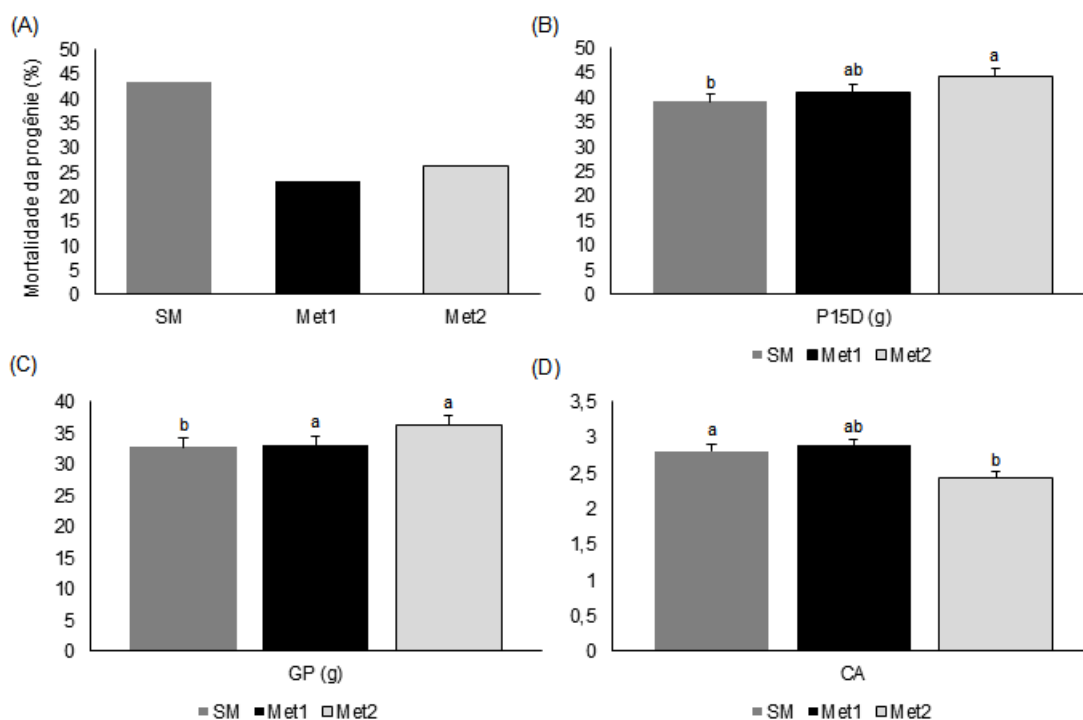 (A)
Mortalidade da progênie (%)
50
45
40
35
30
25
20
15
10
5
0
SM Met1 Met2
(B)
50
45
40
35
30
25
20
15
10
5
0
b ab a
P15D (g)
SM Met1 Met2
(C)
40
35
30
25
20
15
10
5
0
b a a
GP (g)
SM Met1 Met2
(D)
3,5
3
2,5
2
1,5
1
0,5
0
a ab b
CA
SM Met1 Met2